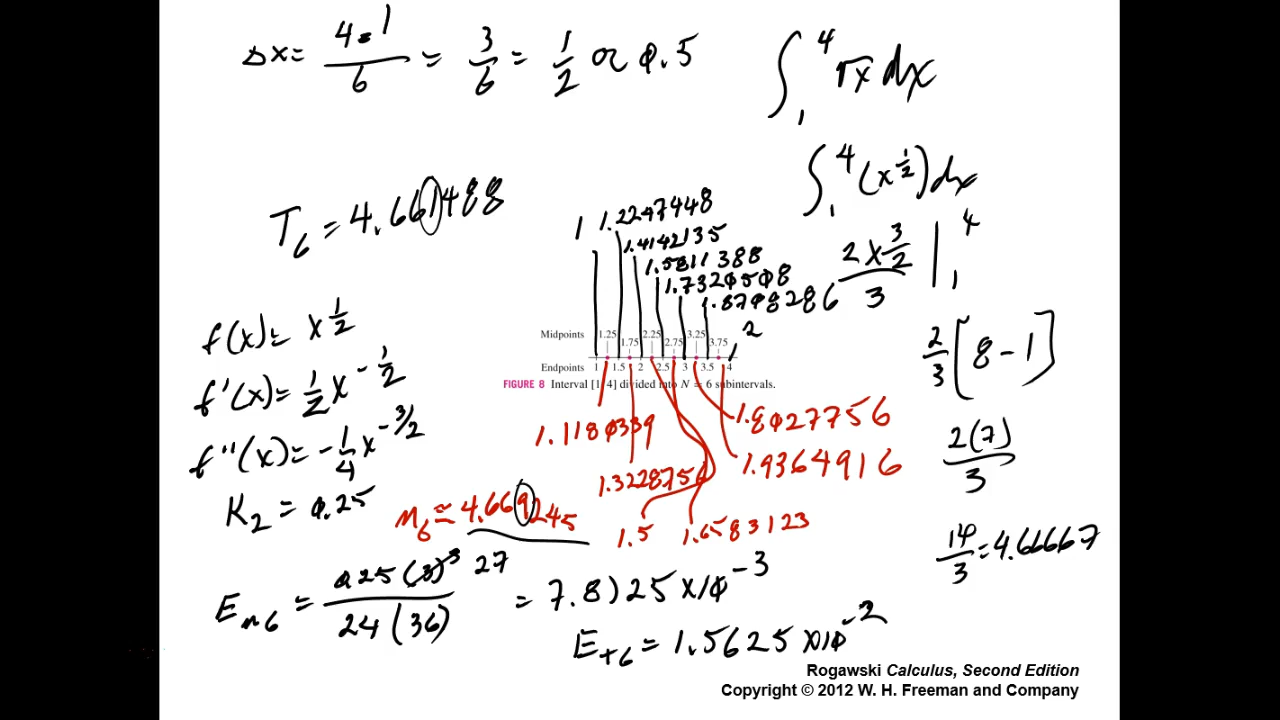 Δx = 4-1/6 = 3/6 = 1/2 or 0.5
∫₁⁴ √x dx
∫₁⁴ (x^1/2) dx
T₆ = 4.661488
1 1.2247448
1.4142135
1.5811388
1.7320508
1.8708286
2
2x^3/2 / 3 |₁⁴
f(x) = x^1/2
f'(x) = 1/2 x^-1/2
f''(x) = -1/4 x^-3/2
K₂ = 0.25
Midpoints 1.25 1.75 2.25 2.75 3.25 3.75
Endpoints 1 1.5 2 2.5 3 3.5 4
FIGURE 8 Interval [1, 4] divided into N = 6 subintervals.
2/3 [8 - 1]
1.1180339
1.8027756
1.3228756
1.9364916
1.5
1.6583123
2(7)/3
M₆ ≅ 4.669245
14/3 = 4.66667
E_M6 = 0.25 (3)^3 27 / 24 (36) = 7.8125 x 10^-3
E_T6 = 1.5625 x 10^-2
Rogawski Calculus, Second Edition
Copyright © 2012 W. H. Freeman and Company